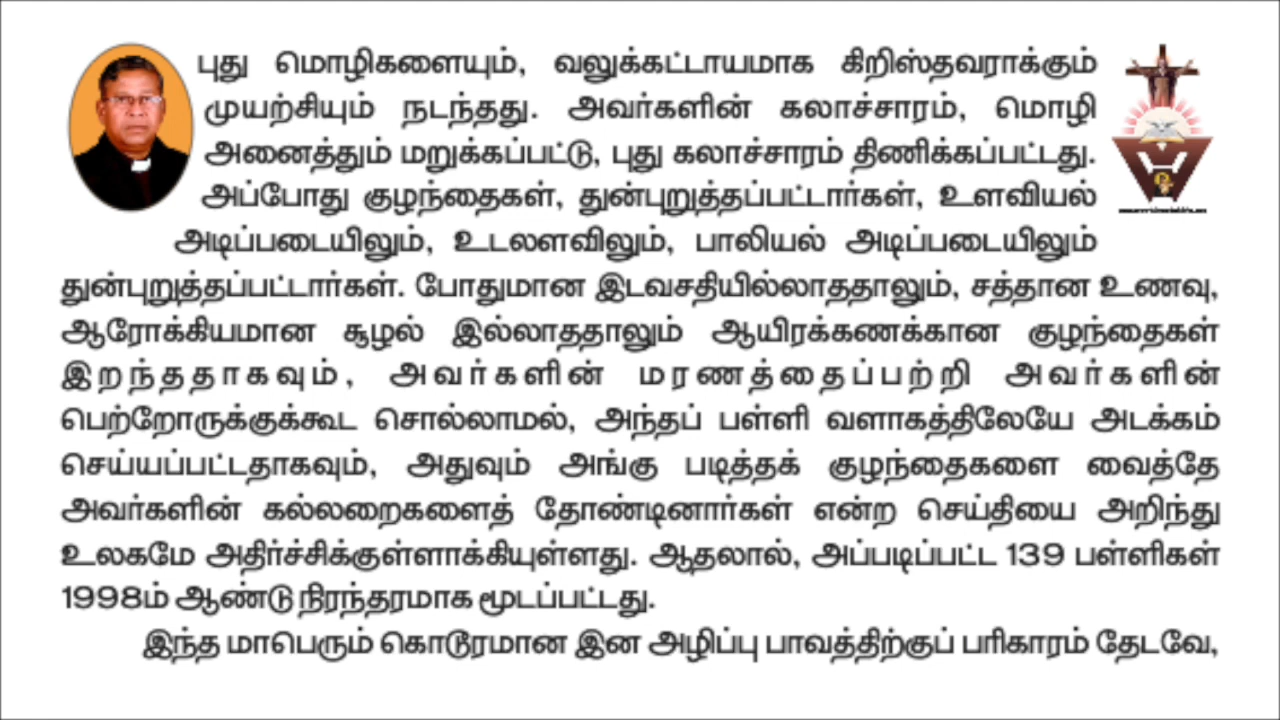 புது மொழிகளையும், வலுக்கட்டாயமாக கிறிஸ்தவராக்கும்
முயற்சியும் நடந்தது. அவர்களின் கலாச்சாரம், மொழி
அனைத்தும் மறுக்கப்பட்டு, புது கலாச்சாரம் திணிக்கப்பட்டது.
அப்போது குழந்தைகள், துன்புறுத்தப்பட்டார்கள், உளவியல்
அடிப்படையிலும், உடலளவிலும், பாலியல் அடிப்படையிலும்
துன்புறுத்தப்பட்டார்கள். போதுமான இடவசதியில்லாததாலும், சத்தான உணவு,
ஆரோக்கியமான சூழல் இல்லாததாலும் ஆயிரக்கணக்கான குழந்தைகள்
இறந்ததாகவும், அவர்களின் மரணத்தைப்பற்றி அவர்களின்
பெற்றோருக்குக்கூட சொல்லாமல், அந்தப் பள்ளி வளாகத்திலேயே அடக்கம்
செய்யப்பட்டதாகவும், அதுவும் அங்கு படித்தக் குழந்தைகளை வைத்தே
அவர்களின் கல்லறைகளைத் தோண்டினார்கள் என்ற செய்தியை அறிந்து
உலகமே அதிர்ச்சிக்குள்ளாக்கியுள்ளது. ஆதலால், அப்படிப்பட்ட 139 பள்ளிகள்
1998ம் ஆண்டு நிரந்தரமாக மூடப்பட்டது.
இந்த மாபெரும் கொடூரமான இன அழிப்பு பாவத்திற்குப் பரிகாரம் தேடவே,